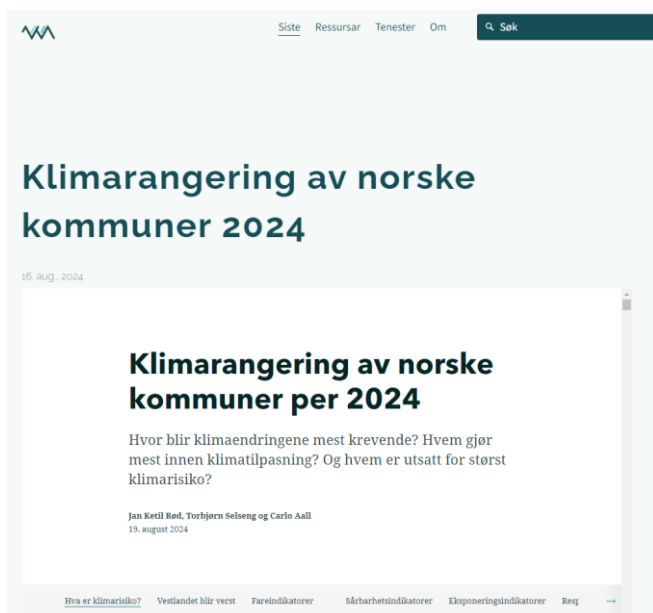 Siste Ressursar Tenester Om Søk
Klimarangering av norske
kommuner 2024
16. aug., 2024
Klimarangering av norske
kommuner per 2024
Hvor blir klimaendringene mest krevende? Hvem gjør
mest innen klimatilpasning? Og hvem er utsatt for størst
klimarisiko?
Jan Ketil Rød, Torbjørn Selseng og Carlo Aall
19. august 2024
Hva er klimarisiko? Vestlandet blir verst Fareindikatorer Sårbarhetsindikatorer Eksponeringsindikatorer